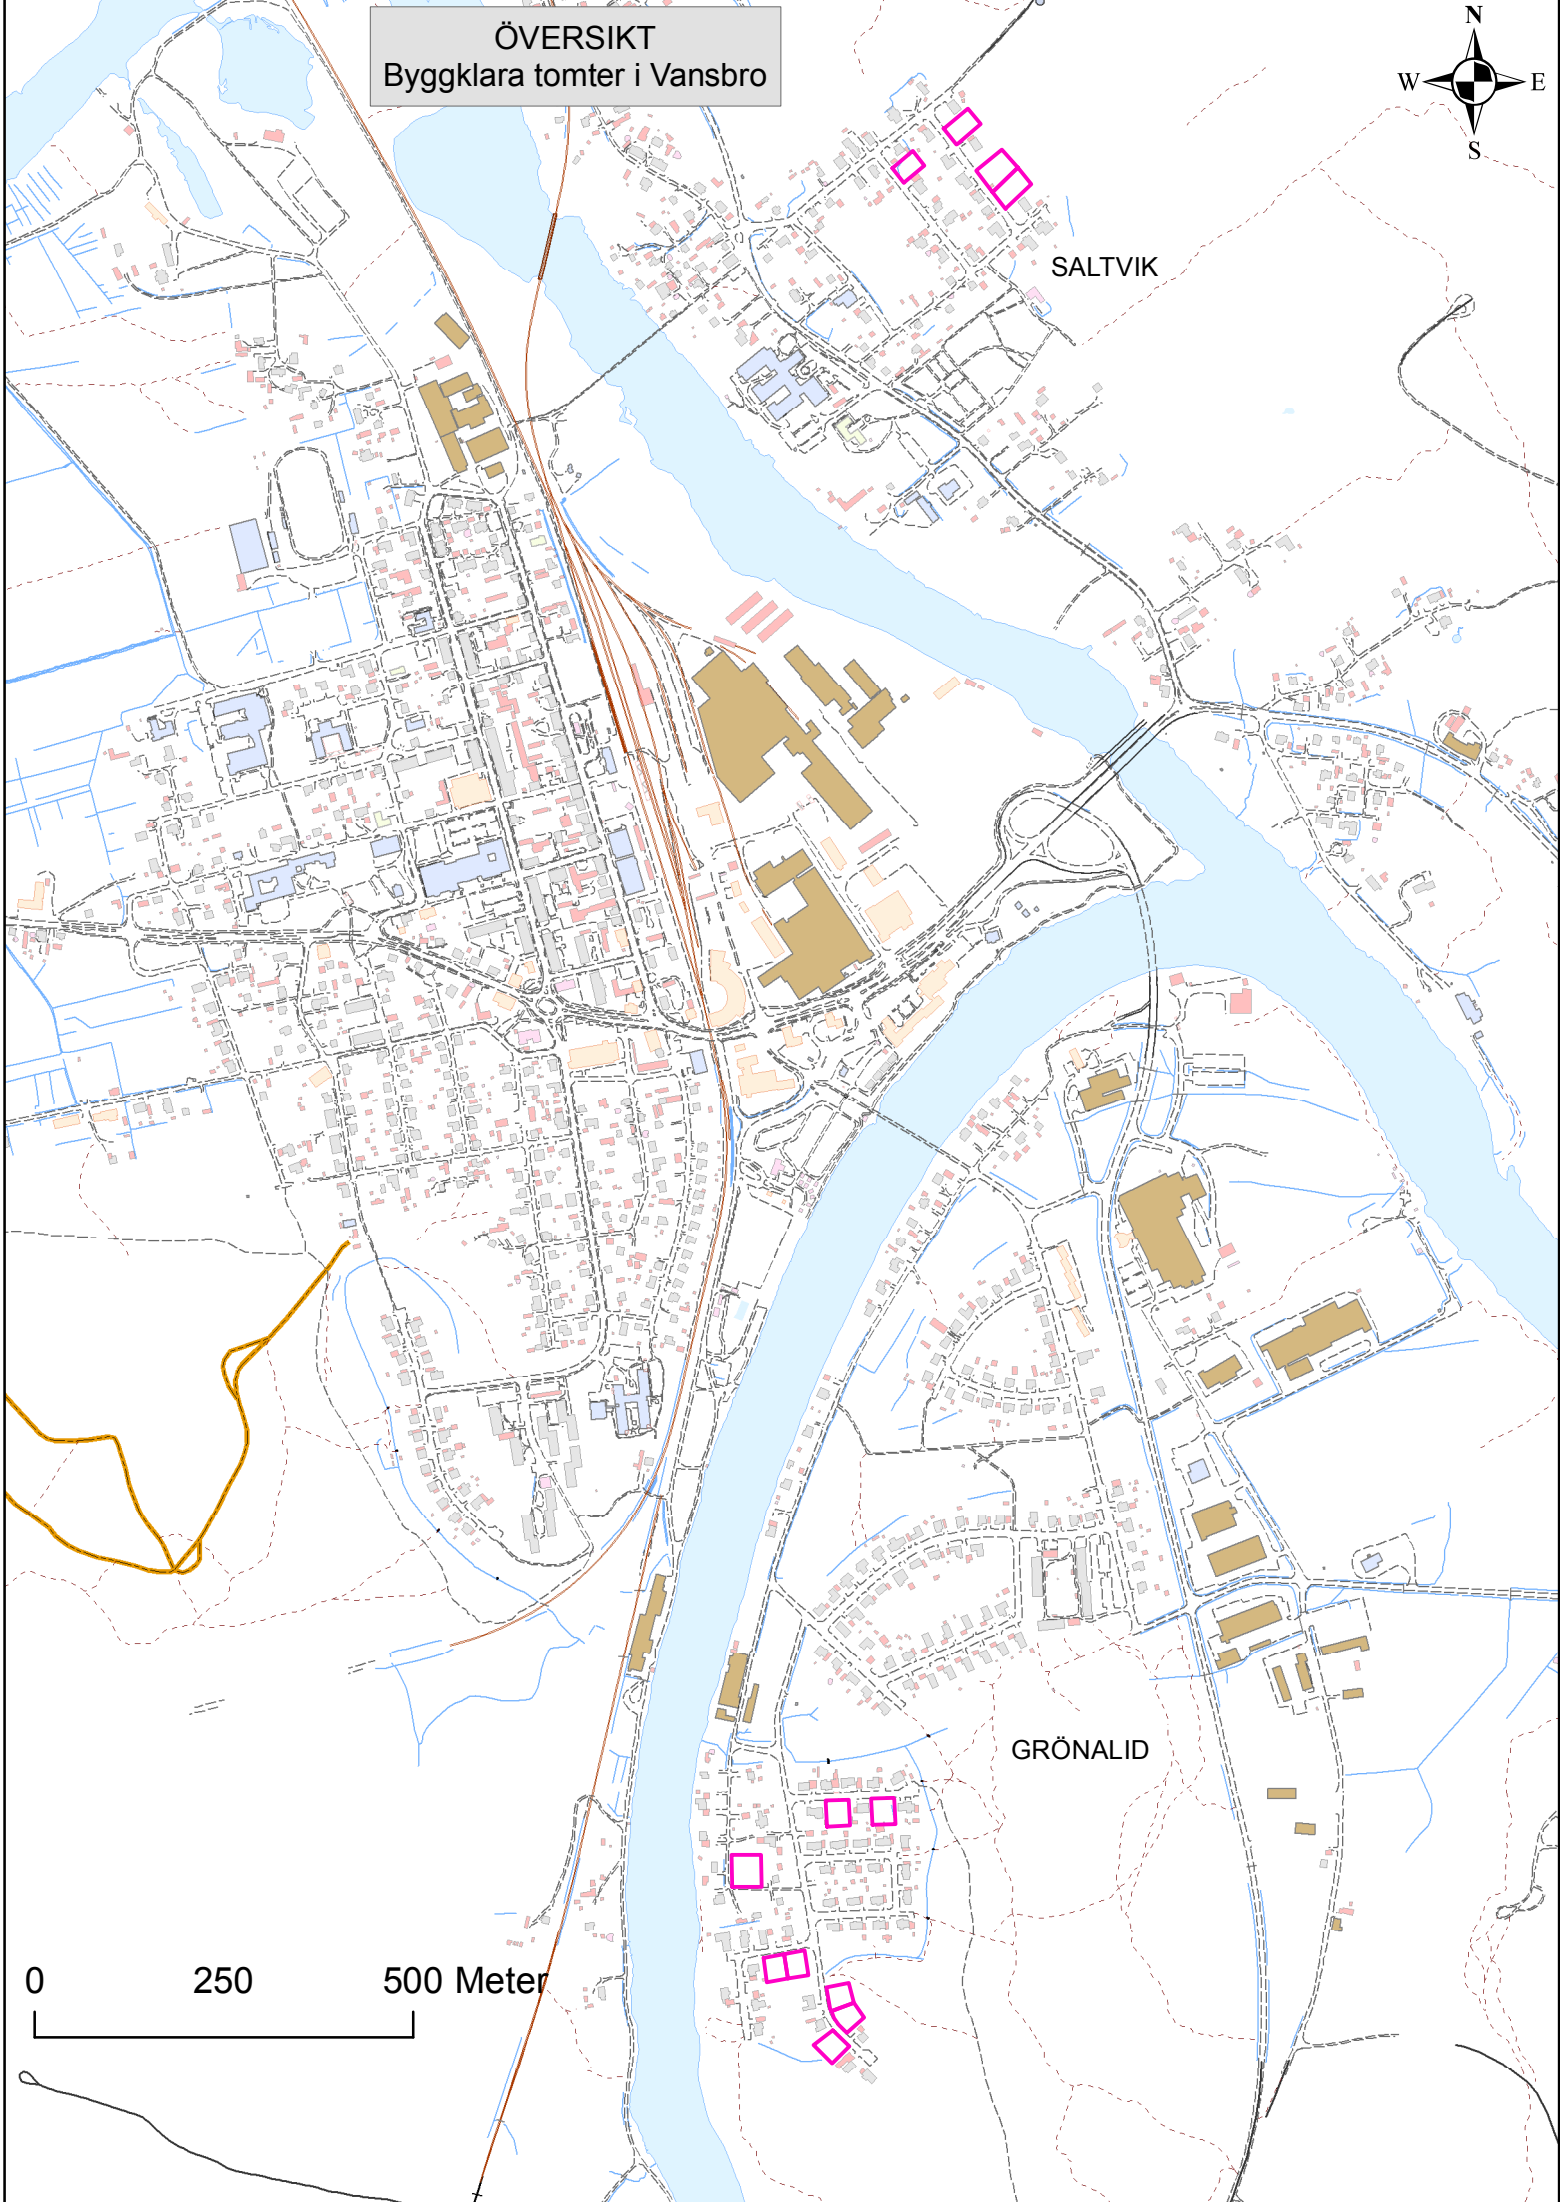 ÖVERSIKT
Byggklara tomter i Vansbro
N
W E
S
SALTVIK
GRÖNALID
0 250 500 Meter